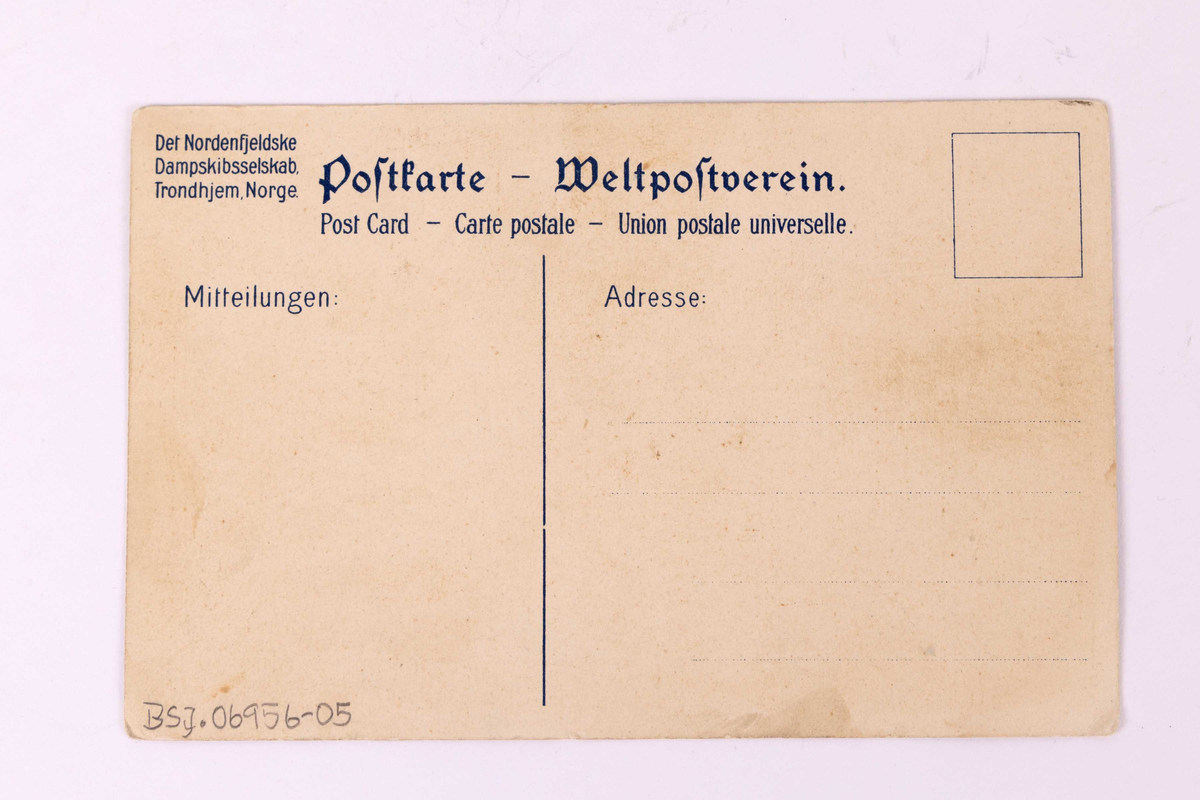 Det Nordenfjeldske
Dampskibsselskab,
Trondhjem, Norge.
Poſtkarte – Weltpoſtverein.
Post Card – Carte postale – Union postale universelle.
Mitteilungen:
Adresse:
BSJ.06956-05